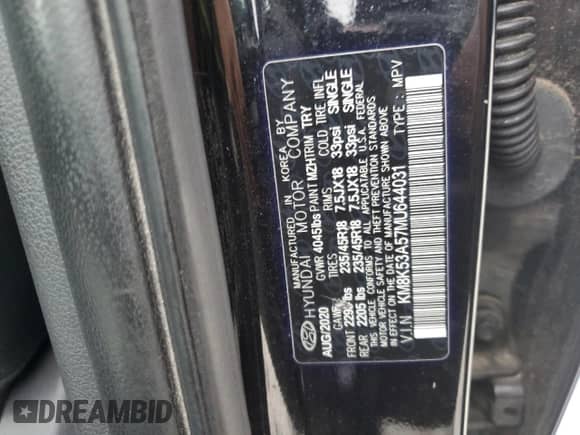 MANUFACTURED IN KOREA BY
HYUNDAI MOTOR COMPANY
AUG/2020 GVWR 4045lbs PAINT MZH TRIM TRY
GAWR TIRES RIMS COLD TIRE INFL
FRONT lbs 235/45R18 7.5JX18 33psi SINGLE
REAR 2205 lbs 235/45R18 7.5JX18 33psi SINGLE
THIS VEHICLE CONFORMS TO ALL APPLICABLE U.S.A. FEDERAL
MOTOR VEHICLE SAFETY AND THEFT PREVENTION STANDARDS
IN EFFECT ON THE DATE OF MANUFACTURE SHOWN ABOVE
V.I.N KM8K53A57MU644031 TYPE : MPV
DREAMBID